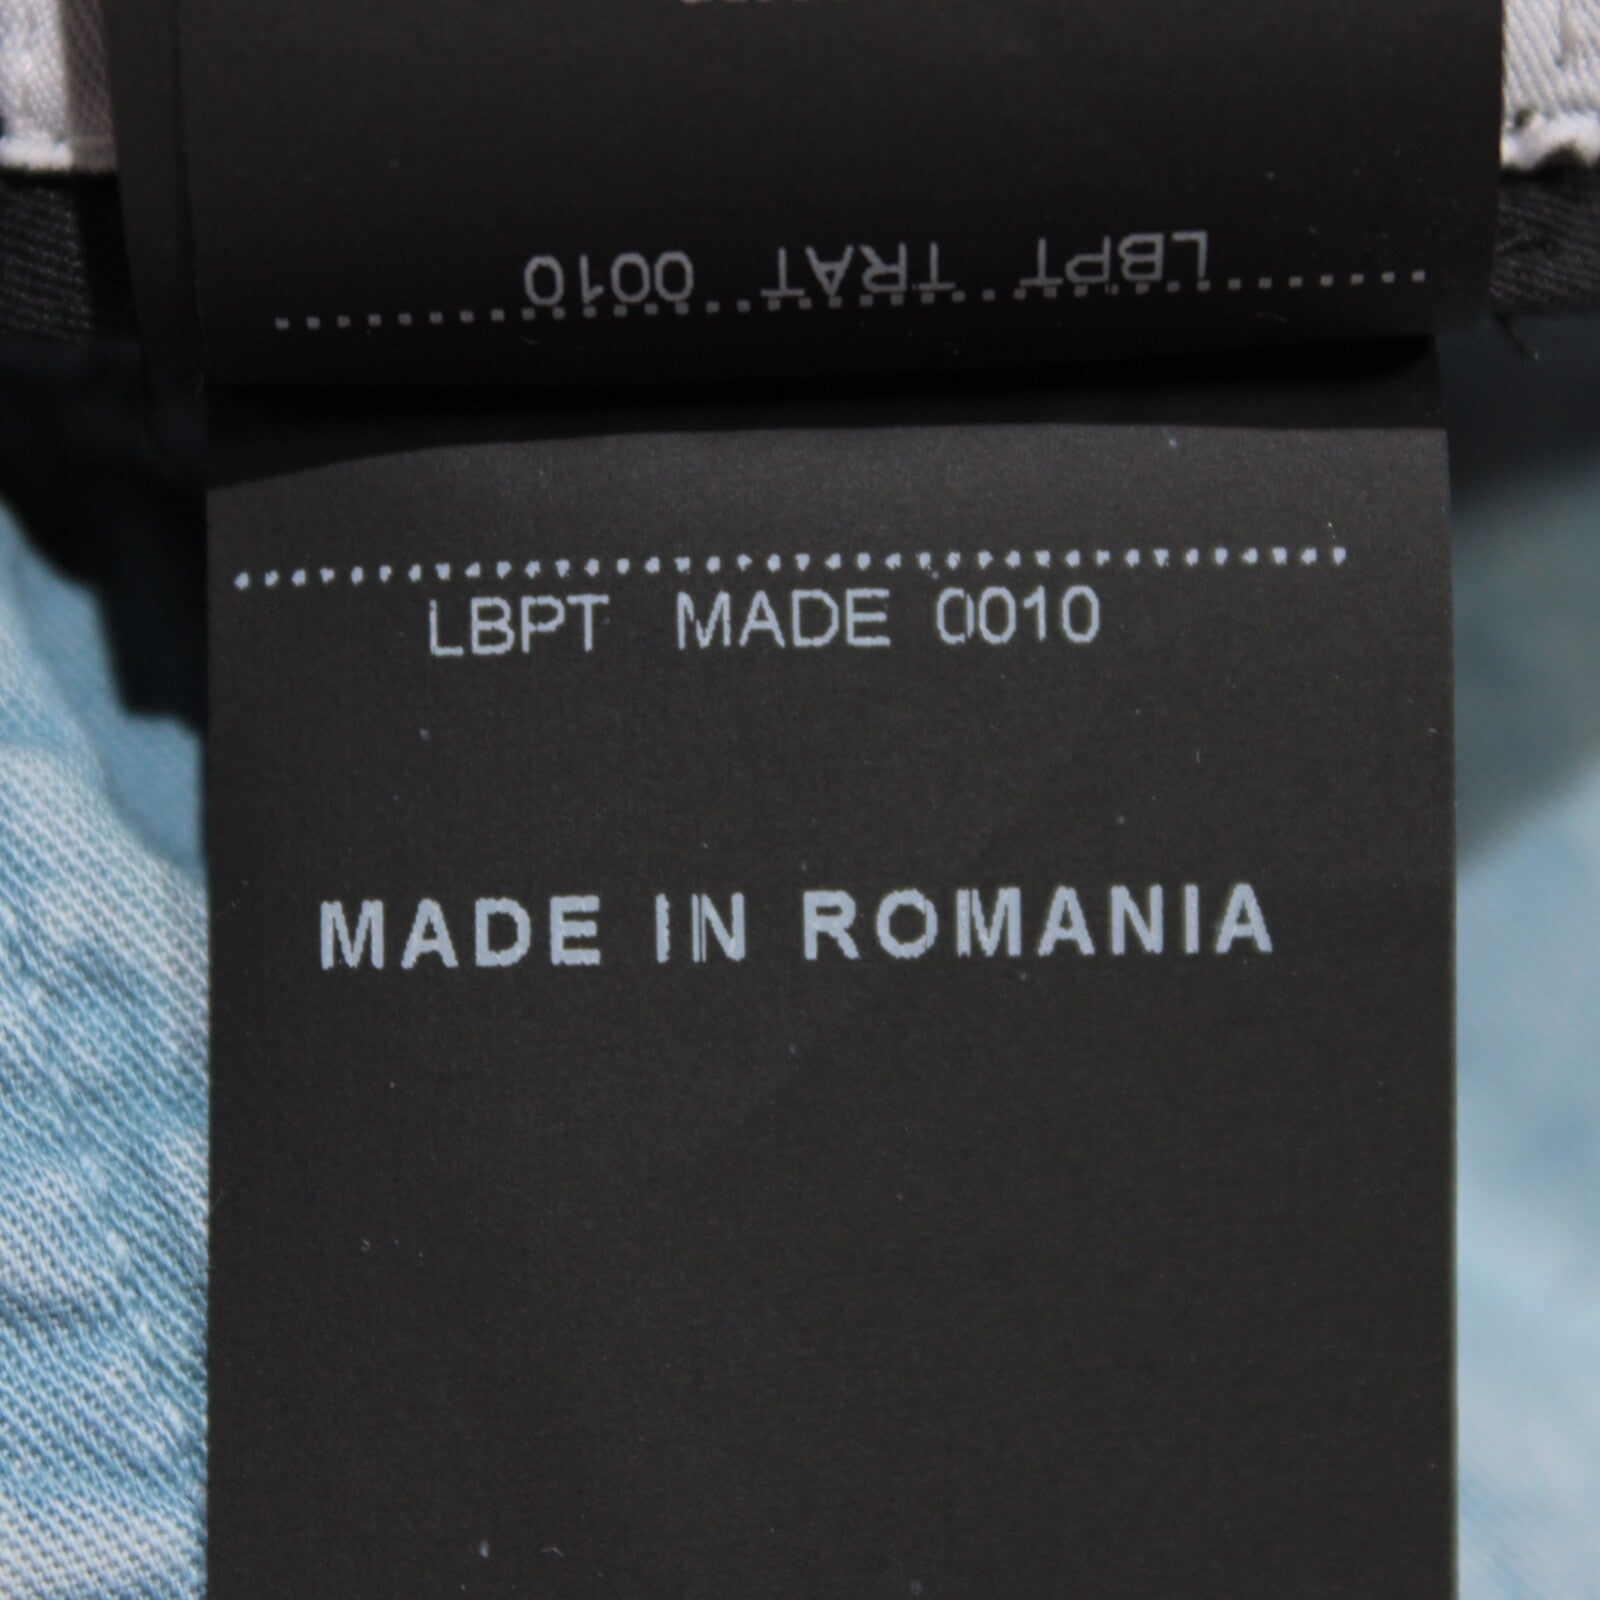 LBPT TRAT 0010
LBPT MADE 0010
MADE IN ROMANIA